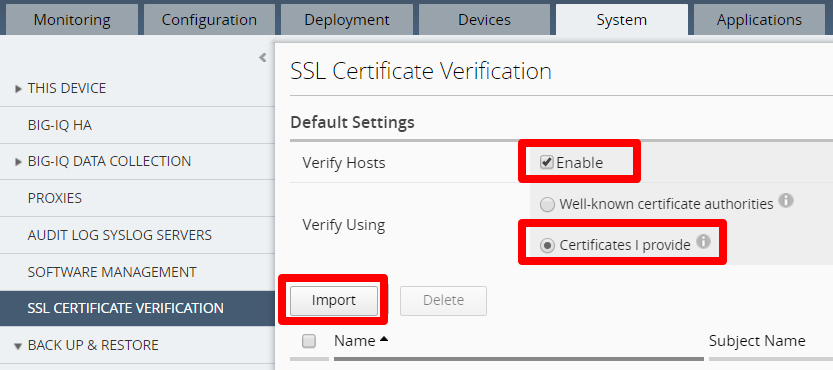 Monitoring Configuration Deployment Devices System Applications
THIS DEVICE
BIG-IQ HA
BIG-IQ DATA COLLECTION
PROXIES
AUDIT LOG SYSLOG SERVERS
SOFTWARE MANAGEMENT
SSL CERTIFICATE VERIFICATION
BACK UP & RESTORE
SSL Certificate Verification
Default Settings
Verify Hosts Enable
Verify Using
Well-known certificate authorities
Certificates I provide
Import Delete
Name Subject Name